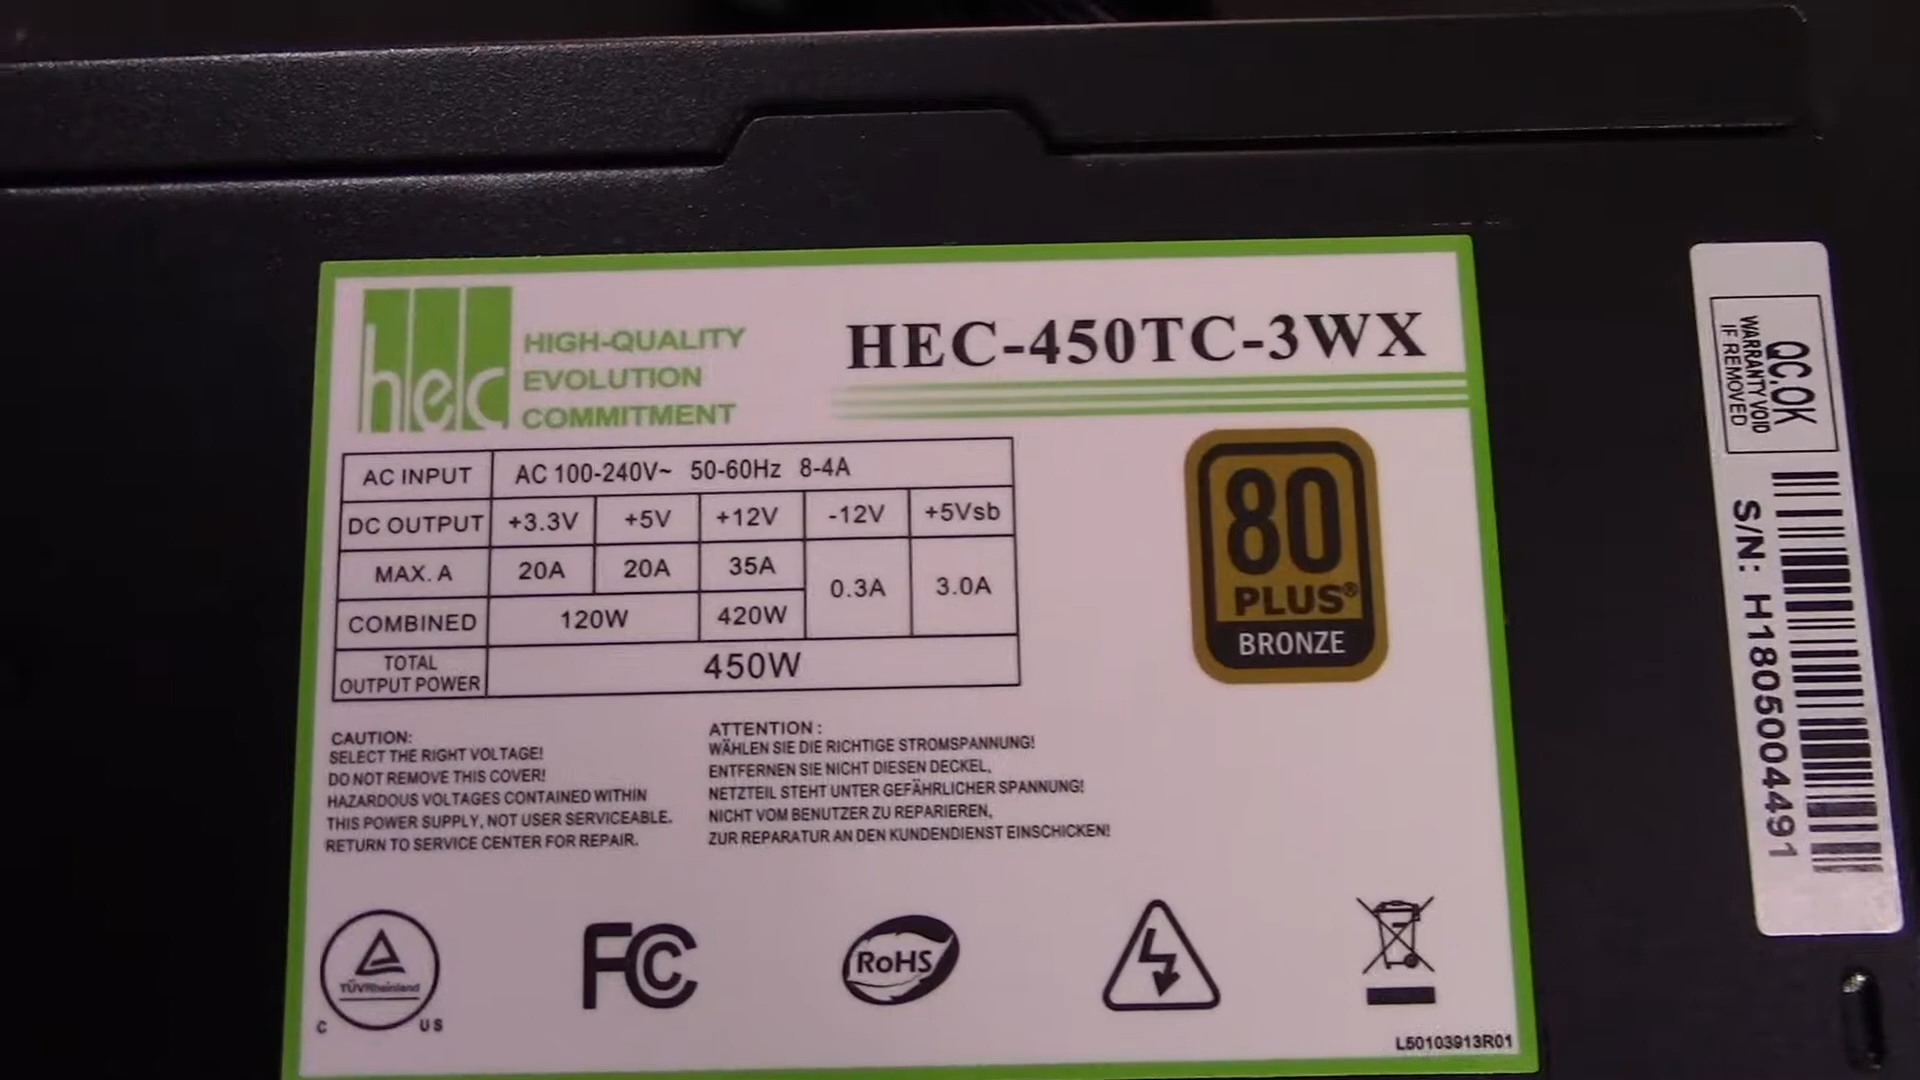 hec
HIGH-QUALITY
EVOLUTION
COMMITMENT
HEC-450TC-3WX
AC INPUT AC 100-240V~ 50-60Hz 8-4A
DC OUTPUT +3.3V +5V +12V -12V +5Vsb
MAX. A 20A 20A 35A 0.3A 3.0A
COMBINED 120W 420W
TOTAL
OUTPUT POWER 450W
80
PLUS®
BRONZE
CAUTION:
SELECT THE RIGHT VOLTAGE!
DO NOT REMOVE THIS COVER!
HAZARDOUS VOLTAGES CONTAINED WITHIN
THIS POWER SUPPLY, NOT USER SERVICEABLE.
RETURN TO SERVICE CENTER FOR REPAIR.
ATTENTION :
WÄHLEN SIE DIE RICHTIGE STROMSPANNUNG!
ENTFERNEN SIE NICHT DIESEN DECKEL,
NETZTEIL STEHT UNTER GEFÄHRLICHER SPANNUNG!
NICHT VOM BENUTZER ZU REPARIEREN,
ZUR REPARATUR AN DEN KUNDENDIENST EINSCHICKEN!
TÜVRheinland
C US
FC
RoHS
L50103913R01
QC.OK
WARRANTY VOID
IF REMOVED
S/N: H1805004491